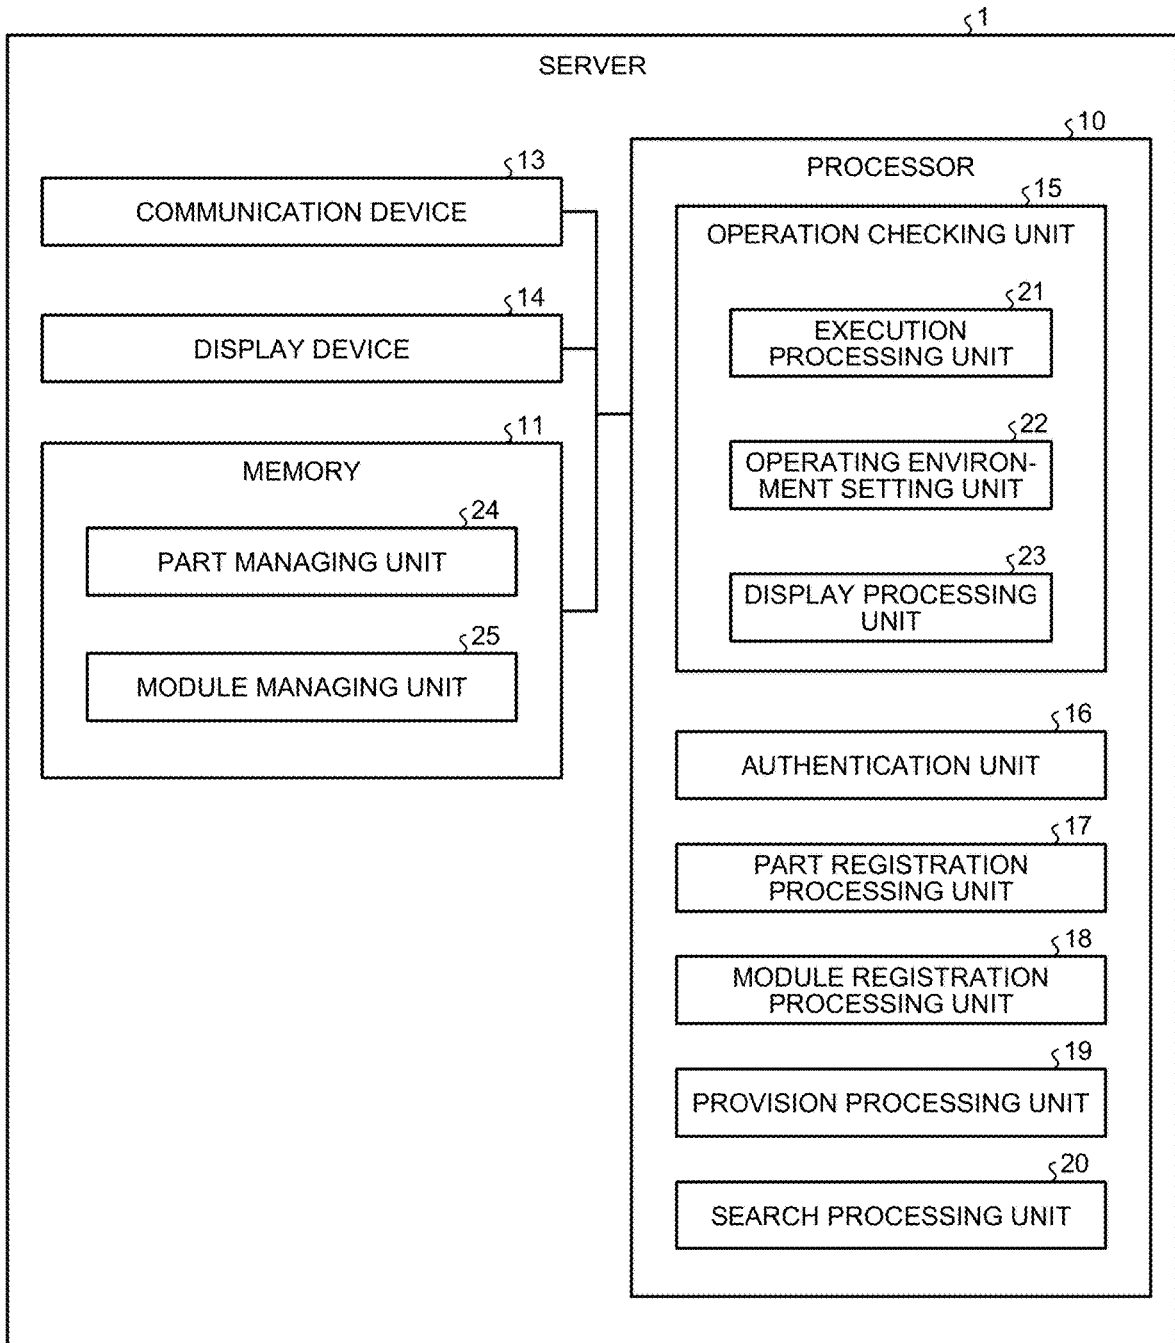 1
SERVER
13
COMMUNICATION DEVICE
14
DISPLAY DEVICE
11
MEMORY
24
PART MANAGING UNIT
25
MODULE MANAGING UNIT
10
PROCESSOR
15
OPERATION CHECKING UNIT
21
EXECUTION
PROCESSING UNIT
22
OPERATING ENVIRON-
MENT SETTING UNIT
23
DISPLAY PROCESSING
UNIT
16
AUTHENTICATION UNIT
17
PART REGISTRATION
PROCESSING UNIT
18
MODULE REGISTRATION
PROCESSING UNIT
19
PROVISION PROCESSING UNIT
20
SEARCH PROCESSING UNIT